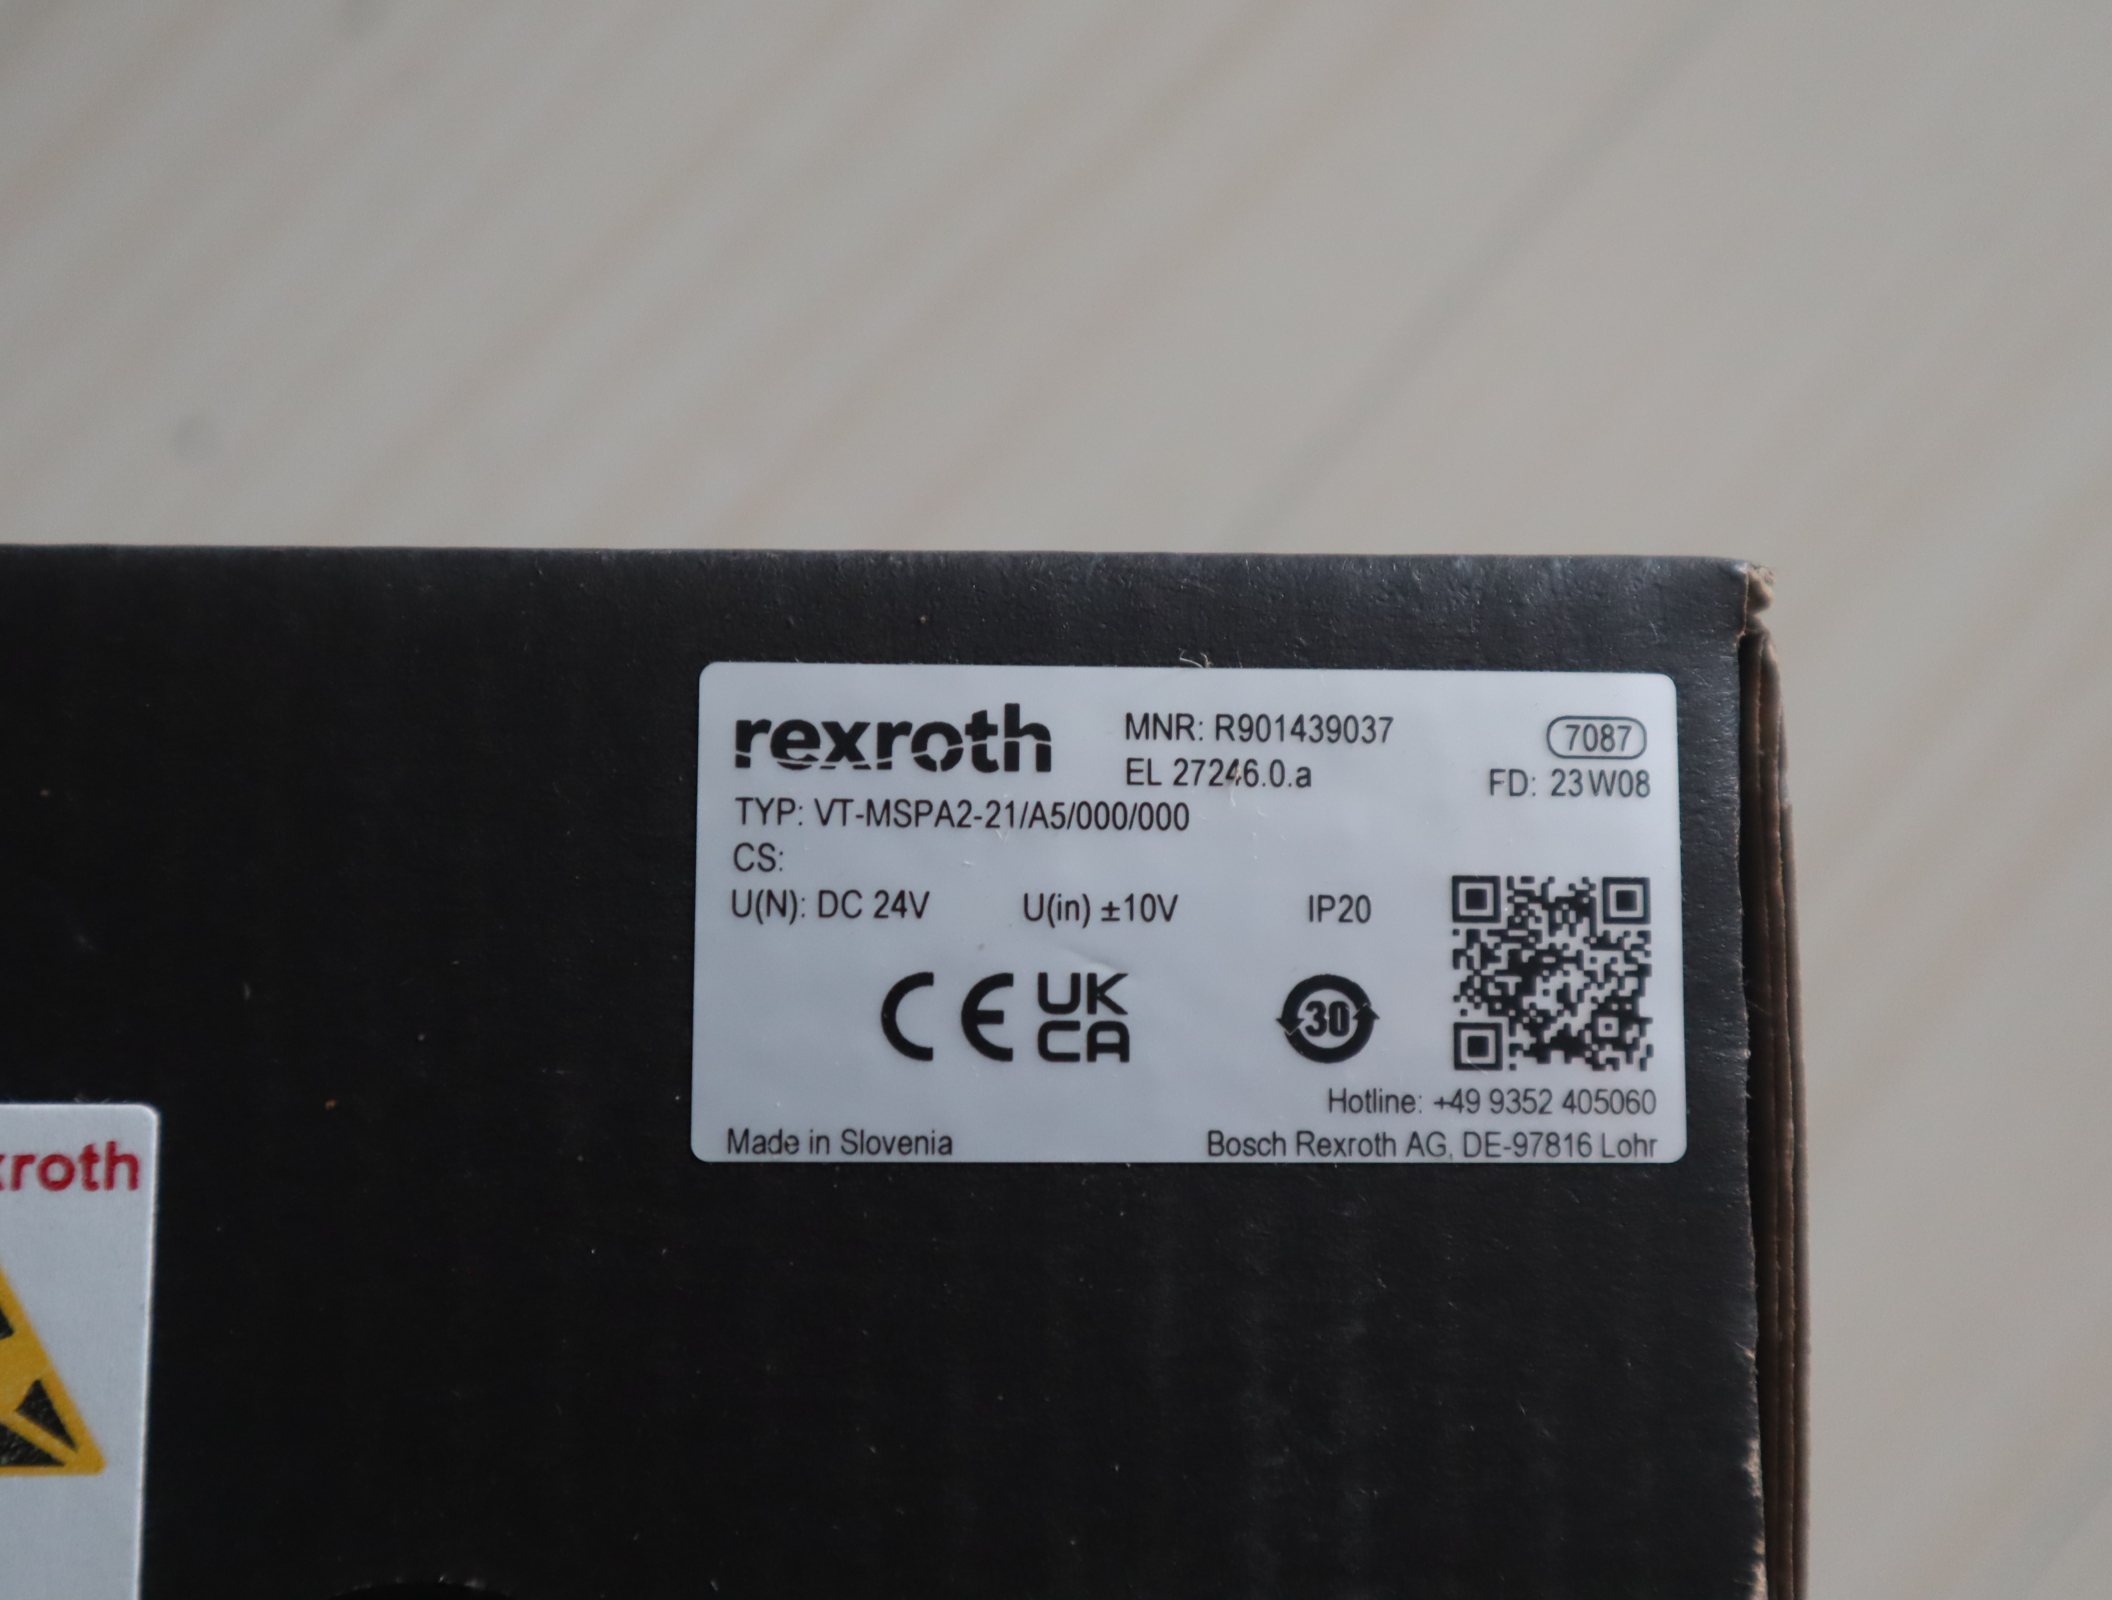 rexroth
MNR: R901439037
7087
EL 27246.0.a
FD: 23W08
TYP: VT-MSPA2-21/A5/000/000
CS:
U(N): DC 24V U(in) ±10V IP20
CE UK CA
30
Hotline: +49 9352 405060
Made in Slovenia
Bosch Rexroth AG, DE-97816 Lohr
xroth